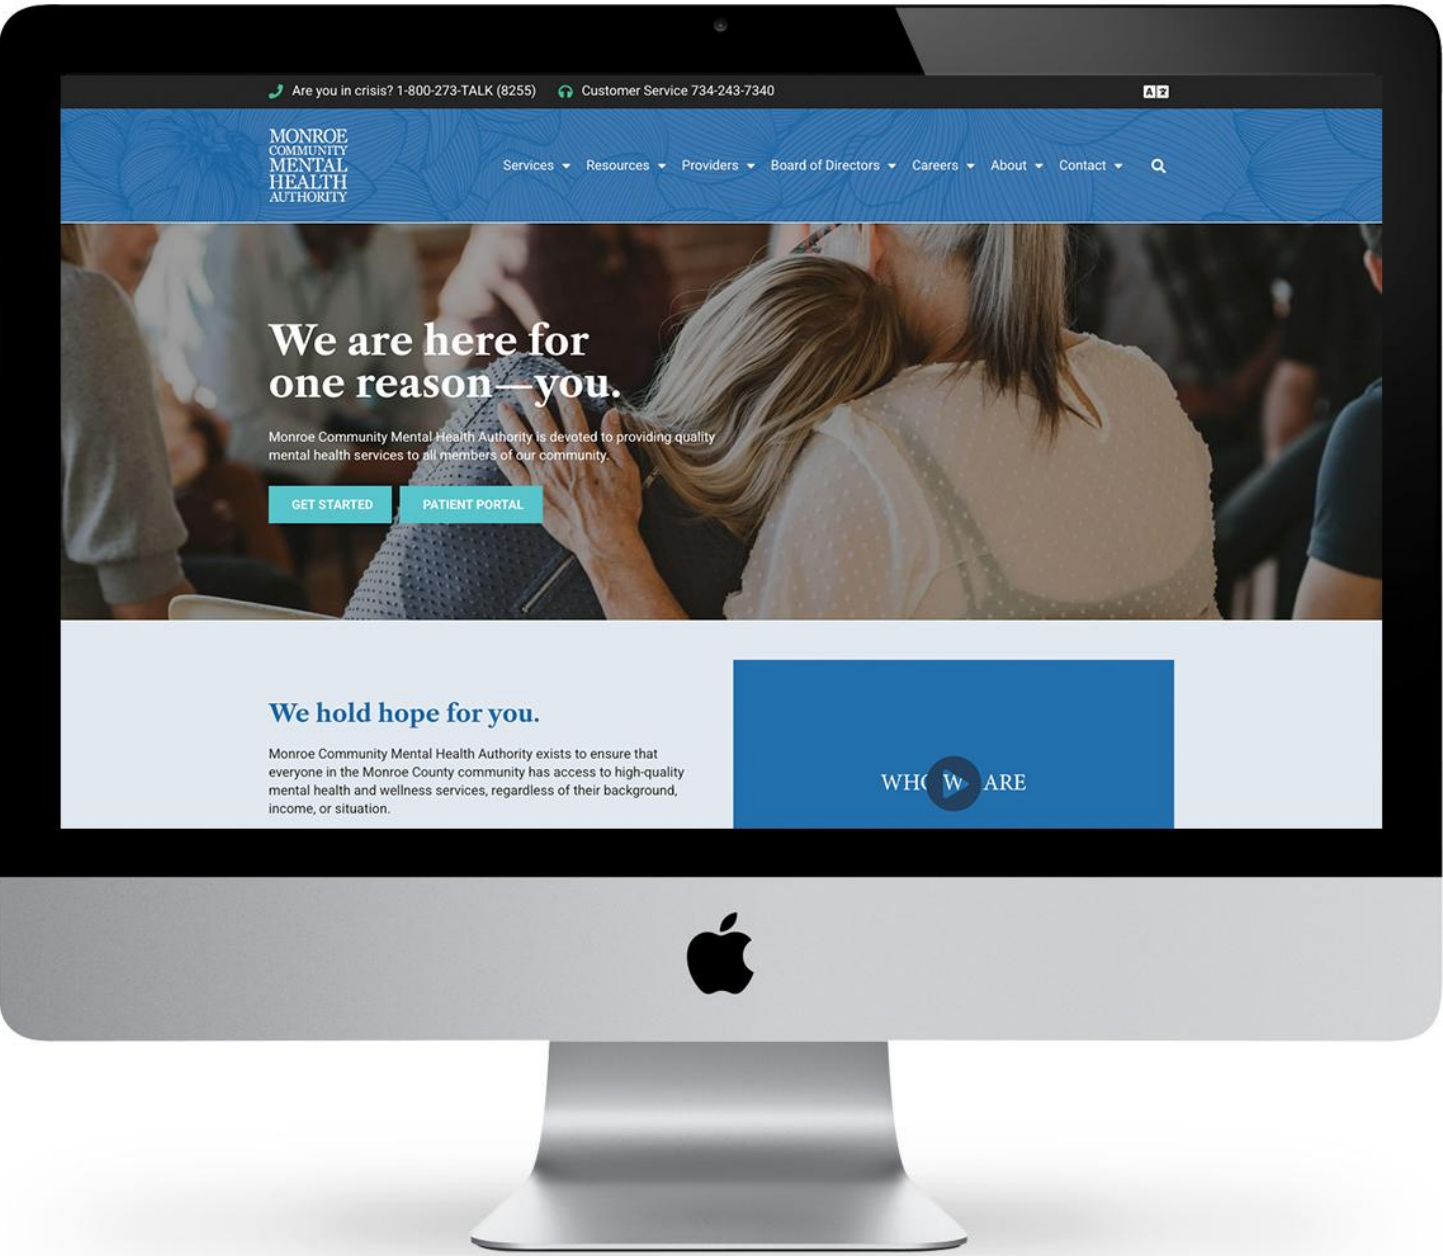 Are you in crisis? 1-800-273-TALK (8255) Customer Service 734-243-7340
MONROE
COMMUNITY
MENTAL
HEALTH
AUTHORITY
Services Resources Providers Board of Directors Careers About Contact
We are here for
one reason—you.
Monroe Community Mental Health Authority is devoted to providing quality
mental health services to all members of our community.
GET STARTED PATIENT PORTAL
We hold hope for you.
Monroe Community Mental Health Authority exists to ensure that
everyone in the Monroe County community has access to high-quality
mental health and wellness services, regardless of their background,
income, or situation.
ARE